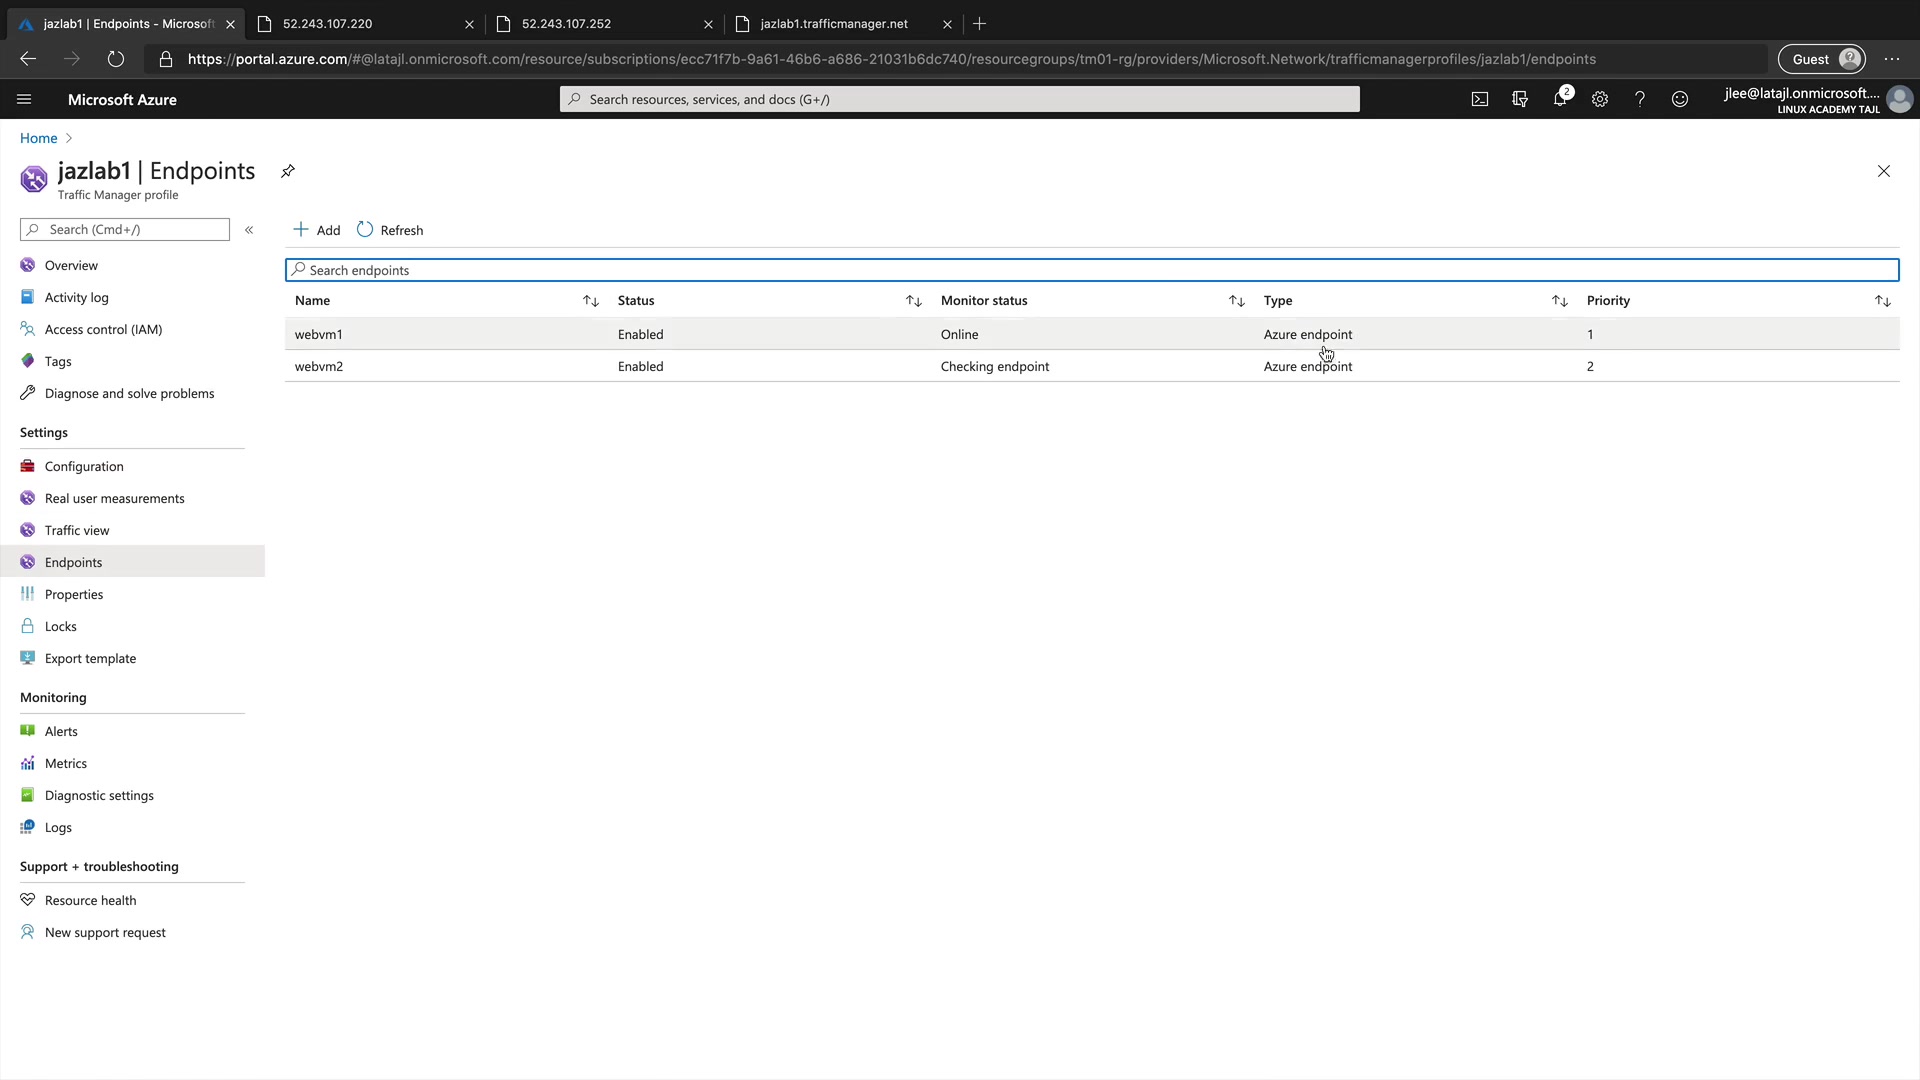 jazlab1 | Endpoints - Microsoft
52.243.107.220
52.243.107.252
jazlab1.trafficmanager.net
https://portal.azure.com/#@latajl.onmicrosoft.com/resource/subscriptions/ecc71f7b-9a61-46b6-a686-21031b6dc740/resourcegroups/tm01-rg/providers/Microsoft.Network/trafficmanagerprofiles/jazlab1/endpoints
Guest
Microsoft Azure
Search resources, services, and docs (G+/)
2
jlee@latajl.onmicrosoft....
LINUX ACADEMY TAJL
Home
jazlab1 | Endpoints
Traffic Manager profile
Search (Cmd+/)
Add
Refresh
Overview
Activity log
Access control (IAM)
Tags
Diagnose and solve problems
Settings
Configuration
Real user measurements
Traffic view
Endpoints
Properties
Locks
Export template
Monitoring
Alerts
Metrics
Diagnostic settings
Logs
Support + troubleshooting
Resource health
New support request
Search endpoints
Name Status Monitor status Type Priority
webvm1 Enabled Online Azure endpoint 1
webvm2 Enabled Checking endpoint Azure endpoint 2